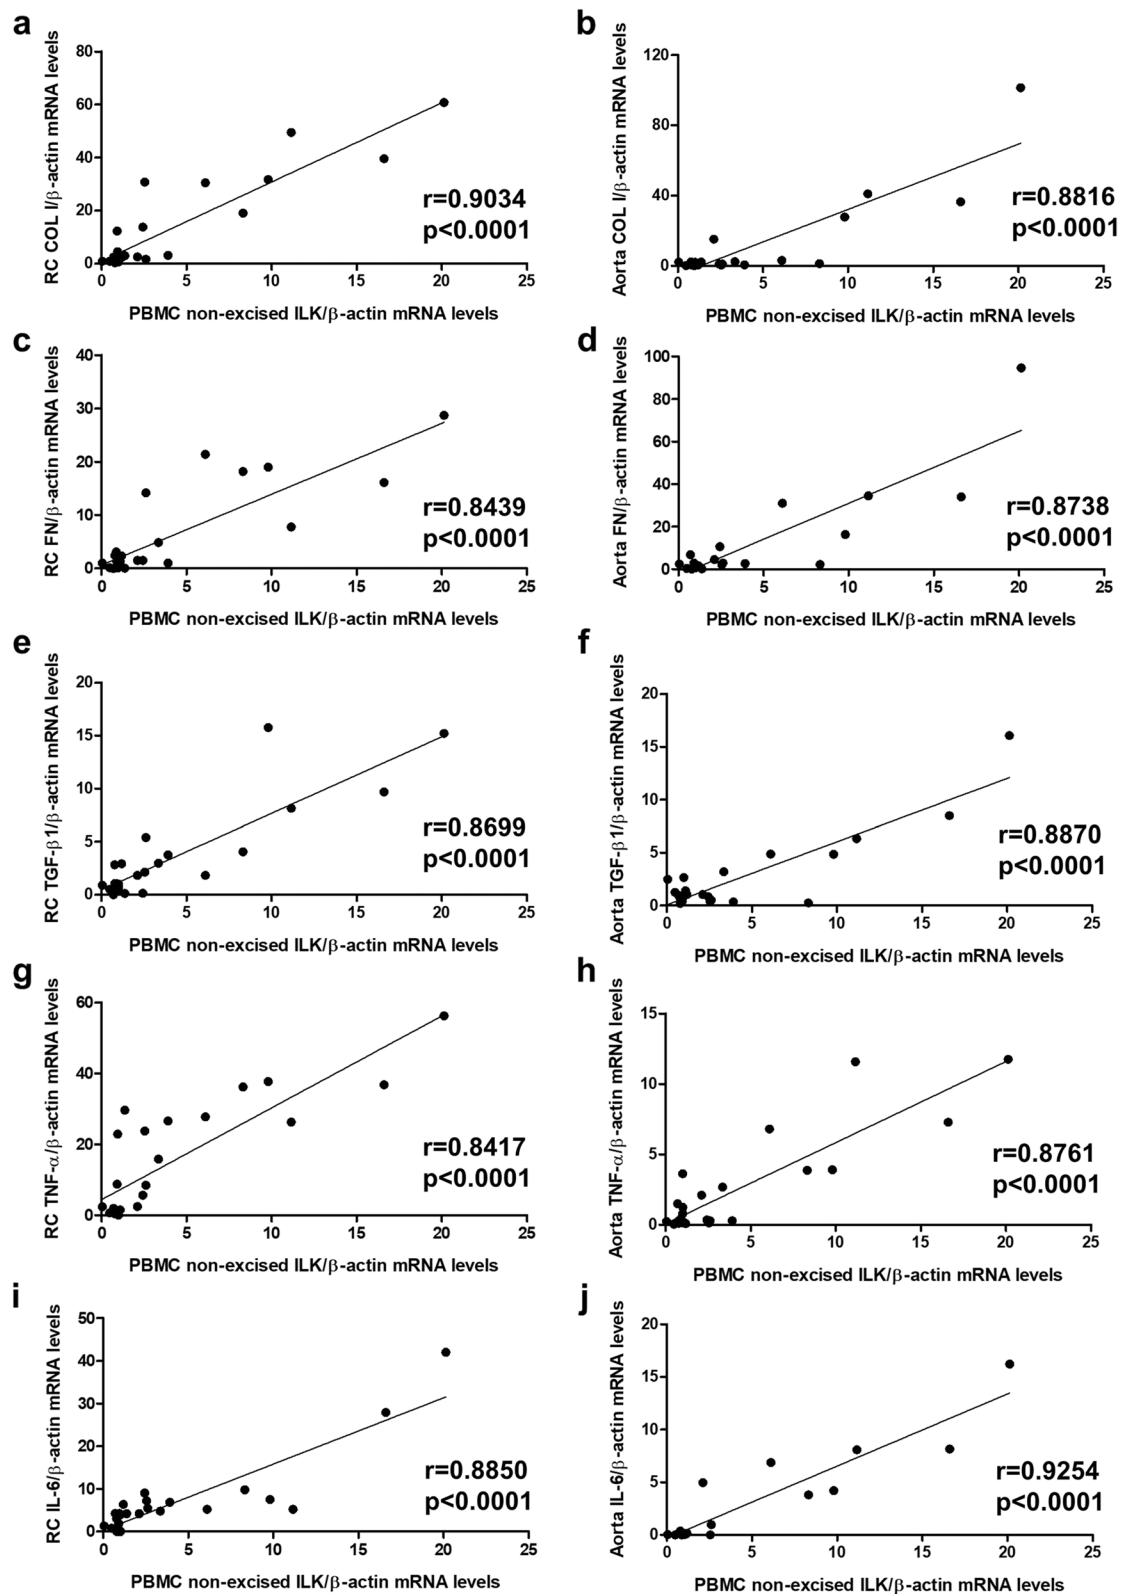 a
RC COL I/β-actin mRNA levels
80
60
40
20
0
0 5 10 15 20 25
r=0.9034
p<0.0001
PBMC non-excised ILK/β-actin mRNA levels
b
Aorta COL I/β-actin mRNA levels
120
80
40
0
0 5 10 15 20 25
r=0.8816
p<0.0001
PBMC non-excised ILK/β-actin mRNA levels
c
RC FN/β-actin mRNA levels
40
30
20
10
0
0 5 10 15 20 25
r=0.8439
p<0.0001
PBMC non-excised ILK/β-actin mRNA levels
d
Aorta FN/β-actin mRNA levels
100
80
60
40
20
0
0 5 10 15 20 25
r=0.8738
p<0.0001
PBMC non-excised ILK/β-actin mRNA levels
e
RC TGF-β1/β-actin mRNA levels
20
15
10
5
0
0 5 10 15 20 25
r=0.8699
p<0.0001
PBMC non-excised ILK/β-actin mRNA levels
f
Aorta TGF-β1/β-actin mRNA levels
20
15
10
5
0
0 5 10 15 20 25
r=0.8870
p<0.0001
PBMC non-excised ILK/β-actin mRNA levels
g
RC TNF-α/β-actin mRNA levels
60
40
20
0
0 5 10 15 20 25
r=0.8417
p<0.0001
PBMC non-excised ILK/β-actin mRNA levels
h
Aorta TNF-α/β-actin mRNA levels
15
10
5
0
0 5 10 15 20 25
r=0.8761
p<0.0001
PBMC non-excised ILK/β-actin mRNA levels
i
RC IL-6/β-actin mRNA levels
50
40
30
20
10
0
0 5 10 15 20 25
r=0.8850
p<0.0001
PBMC non-excised ILK/β-actin mRNA levels
j
Aorta IL-6/β-actin mRNA levels
20
15
10
5
0
0 5 10 15 20 25
r=0.9254
p<0.0001
PBMC non-excised ILK/β-actin mRNA levels